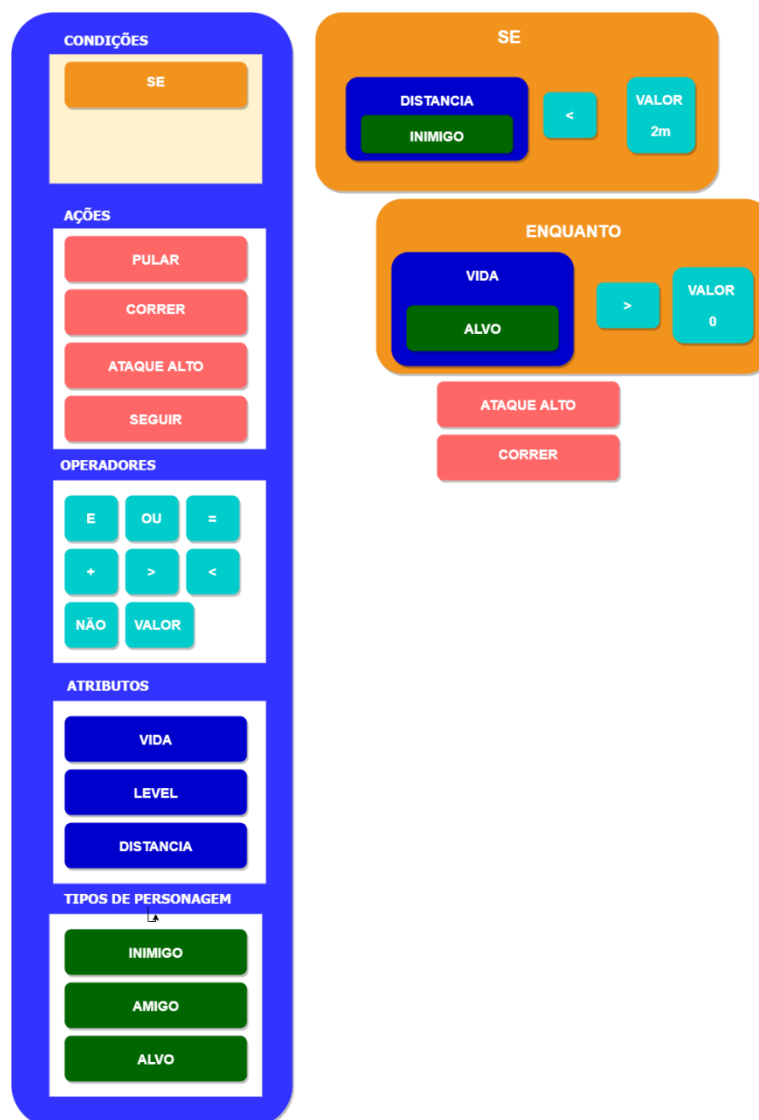 CONDIÇÕES
SE
AÇÕES
PULAR
CORRER
ATAQUE ALTO
SEGUIR
OPERADORES
E OU =
+ > <
NÃO VALOR
ATRIBUTOS
VIDA
LEVEL
DISTANCIA
TIPOS DE PERSONAGEM
INIMIGO
AMIGO
ALVO
SE
DISTANCIA
INIMIGO
<
VALOR
2m
ENQUANTO
VIDA
ALVO
>
VALOR
0
ATAQUE ALTO
CORRER